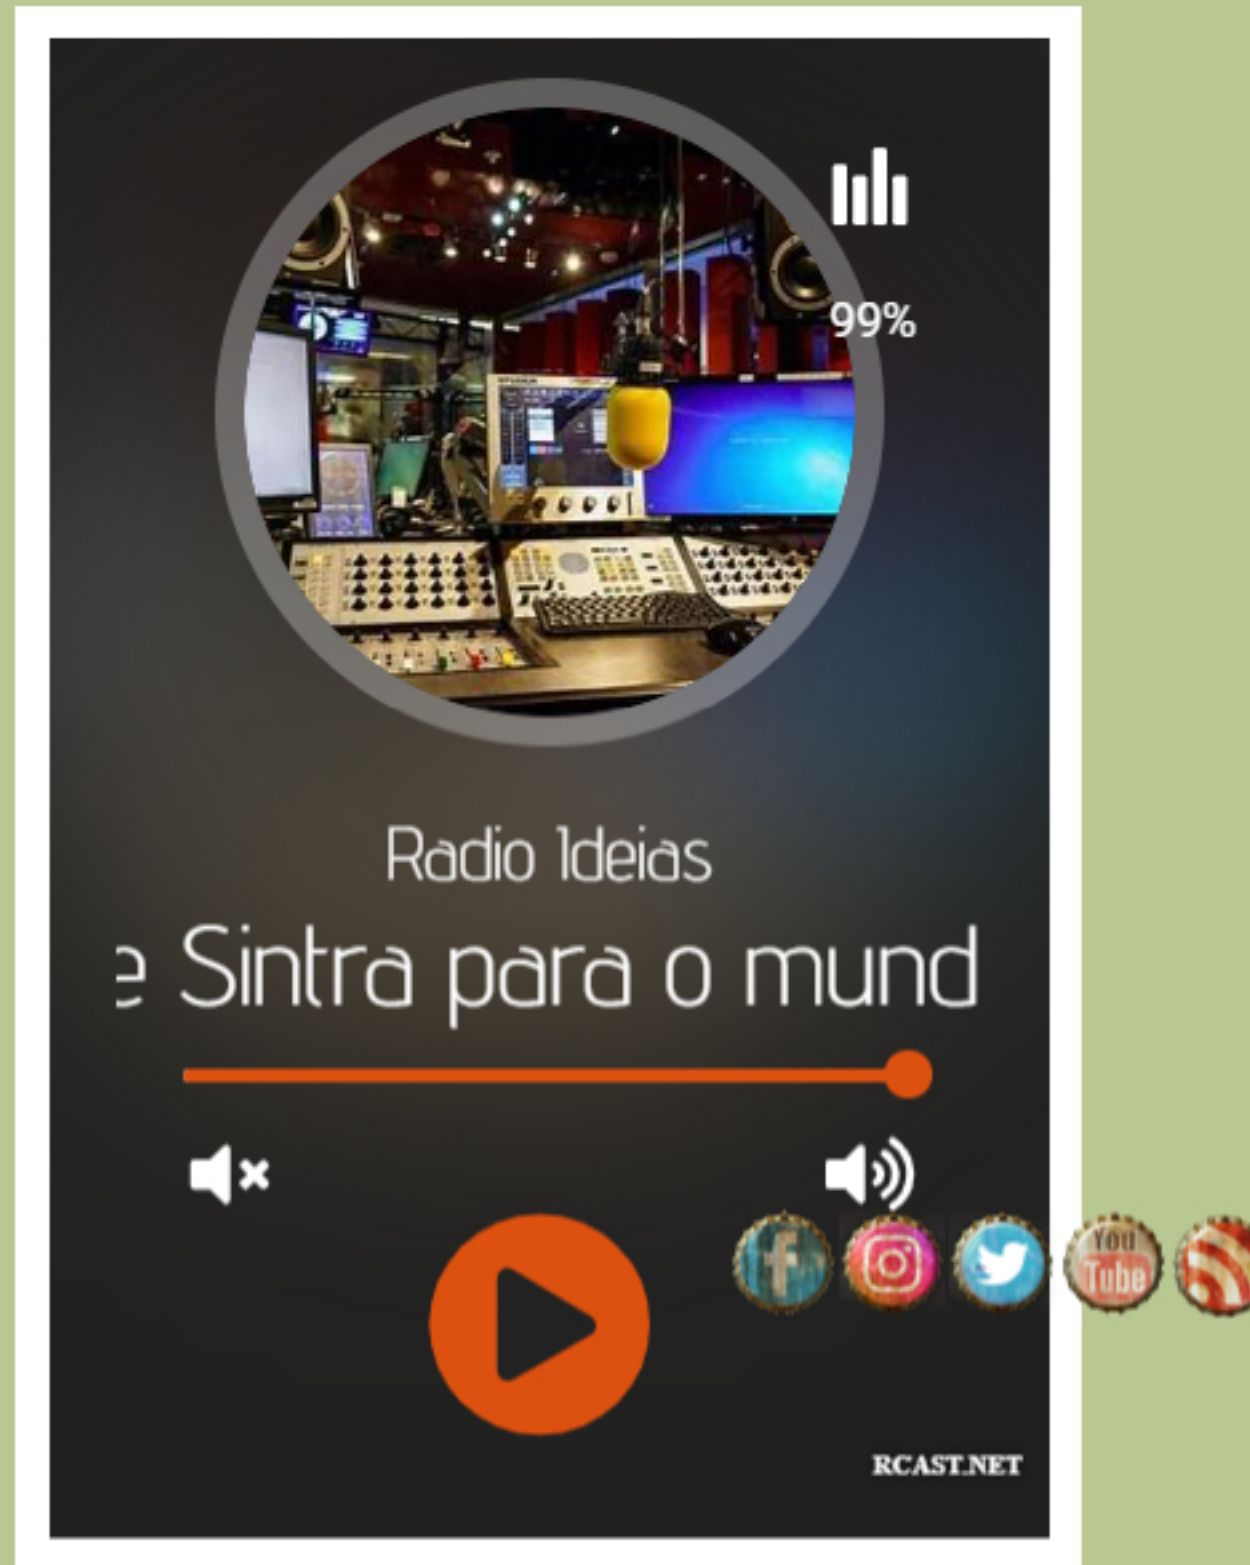 99%
Radio Ideias
e Sintra para o mund
You
Tube
RCAST.NET